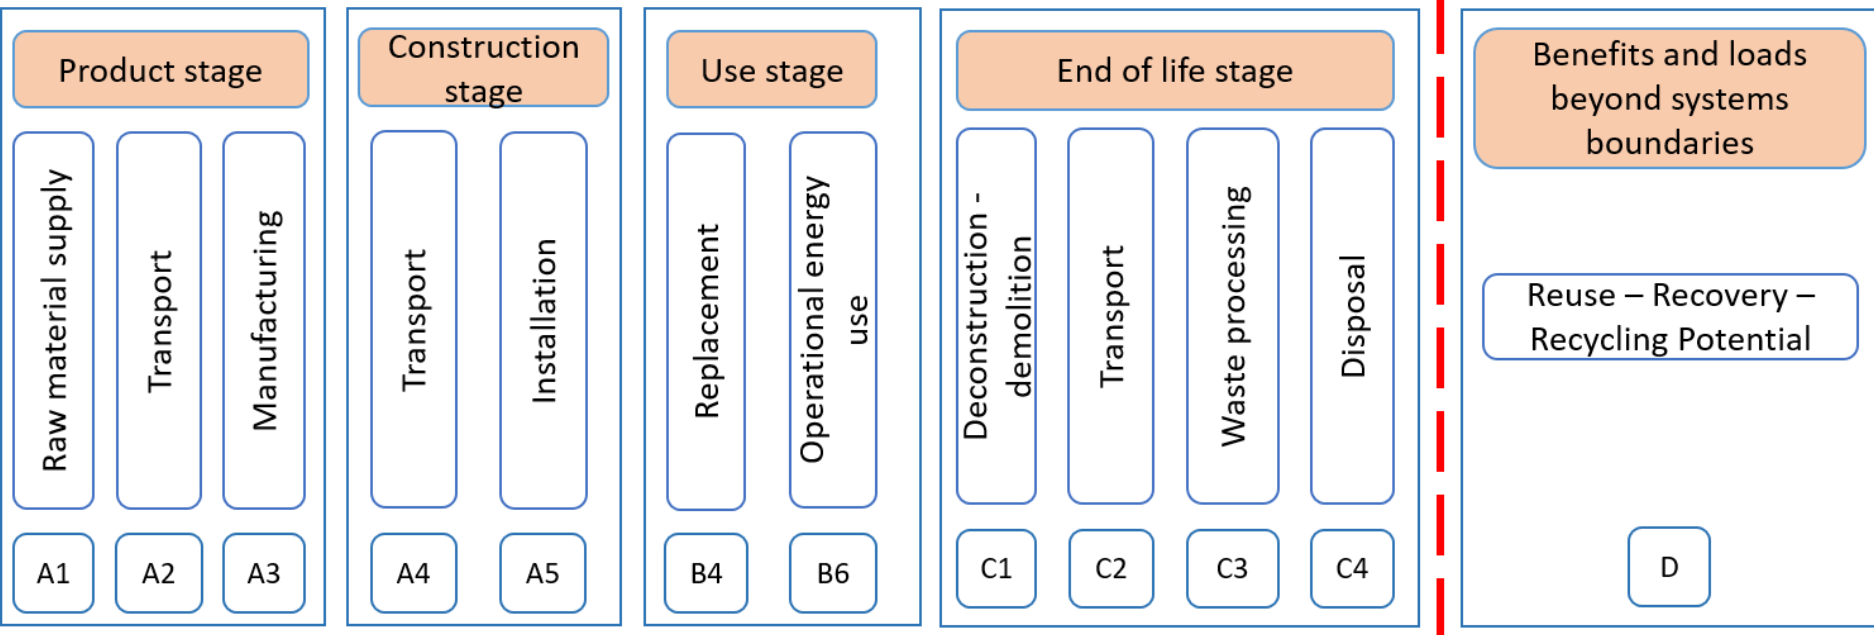 Product stage
Raw material supply
Transport
Manufacturing
A1
A2
A3
Construction
stage
Transport
Installation
A4
A5
Use stage
Replacement
Operational energy
use
B4
B6
End of life stage
Deconstruction -
demolition
Transport
Waste processing
Disposal
C1
C2
C3
C4
Benefits and loads
beyond systems
boundaries
Reuse – Recovery –
Recycling Potential
D